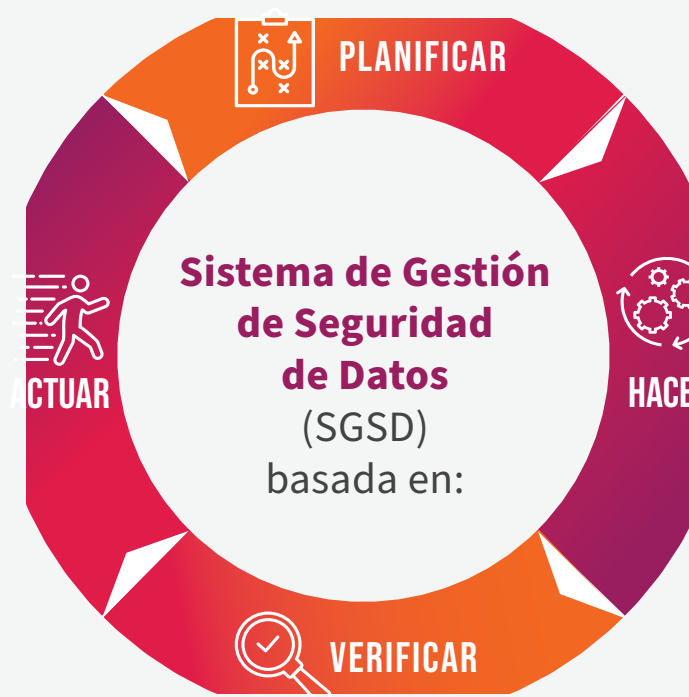 PLANIFICAR
Sistema de Gestión
de Seguridad
de Datos
(SGSD)
basada en:
ACTUAR
HACE
VERIFICAR